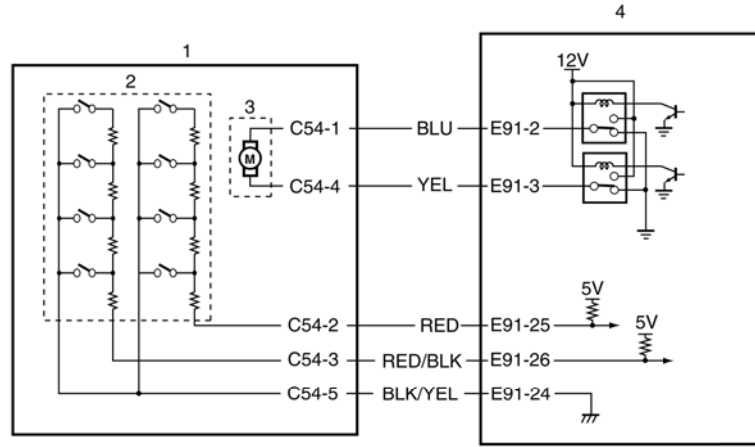 4
1
12V
2
3
M
C54-1 BLU E91-2
C54-4 YEL E91-3
5V
5V
C54-2 RED E91-25
C54-3 RED/BLK E91-26
C54-5 BLK/YEL E91-24